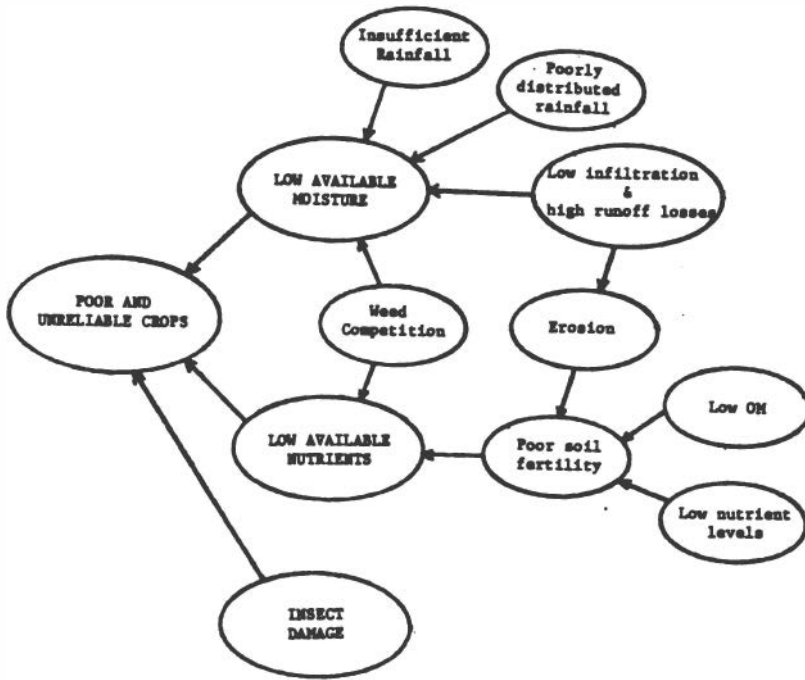 Insufficient
Rainfall
Poorly
distributed
rainfall
LOW AVAILABLE
MOISTURE
Low infiltration
&
high runoff losses
POOR AND
UNRELIABLE CROPS
Weed
Competition
Erosion
LOW AVAILABLE
NUTRIENTS
Poor soil
fertility
Low OM
Low nutrient
levels
INSECT
DAMAGE